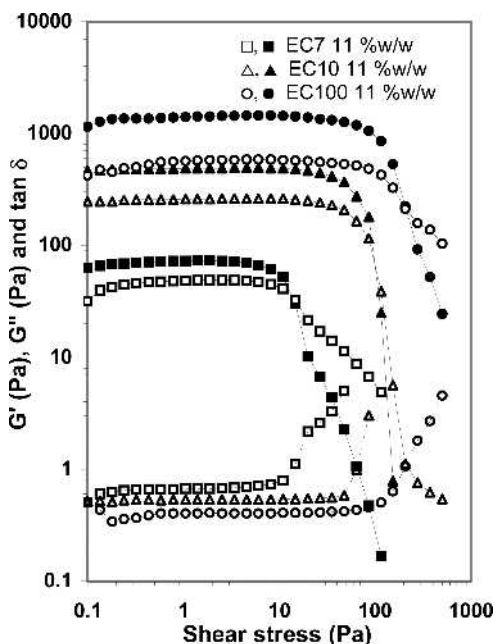 10000
□, ■ EC7 11 %w/w
△, ▲ EC10 11 %w/w
○, ● EC100 11 %w/w
1000
100
10
1
0.1
G' (Pa), G'' (Pa) and tan δ
0.1 1 10 100 1000
Shear stress (Pa)